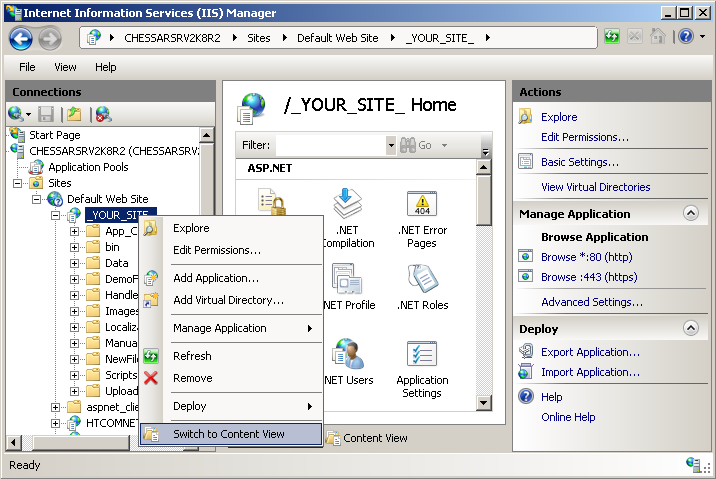 Internet Information Services (IIS) Manager
CHESSARSRV2K8R2 Sites Default Web Site _YOUR_SITE_
File View Help
Connections
Start Page
CHESSARSRV2K8R2 (CHESSARSRV2
Application Pools
Sites
Default Web Site
_YOUR_SITE_
App_C
bin
Data
DemoF
Handle
Images
Localiza
Manua
NewFile
Scripts
Upload
aspnet_clie
HTCOMNET
Explore
Edit Permissions...
Add Application...
Add Virtual Directory...
Manage Application
Refresh
Remove
Deploy
Switch to Content View
/_YOUR_SITE_ Home
Filter: Go
ASP.NET
.NET Compilation
.NET Error Pages
.NET Profile
.NET Roles
.NET Users
Application Settings
404
Content View
Actions
Explore
Edit Permissions...
Basic Settings...
View Virtual Directories
Manage Application
Browse Application
Browse *:80 (http)
Browse :443 (https)
Advanced Settings...
Deploy
Export Application...
Import Application...
Help
Online Help
Ready